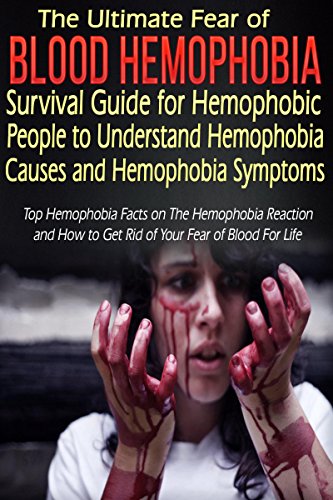 The Ultimate Fear of
BLOOD HEMOPHOBIA
Survival Guide for Hemophobic
People to Understand Hemophobia
Causes and Hemophobia Symptoms
Top Hemophobia Facts on The Hemophobia Reaction
and How to Get Rid of Your Fear of Blood For Life